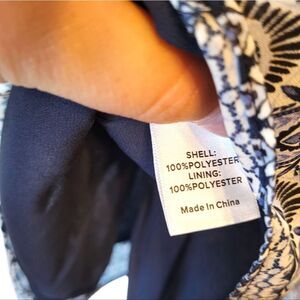 SHELL:
100%POLYESTER
LINING:
100%POLYESTER
Made In China